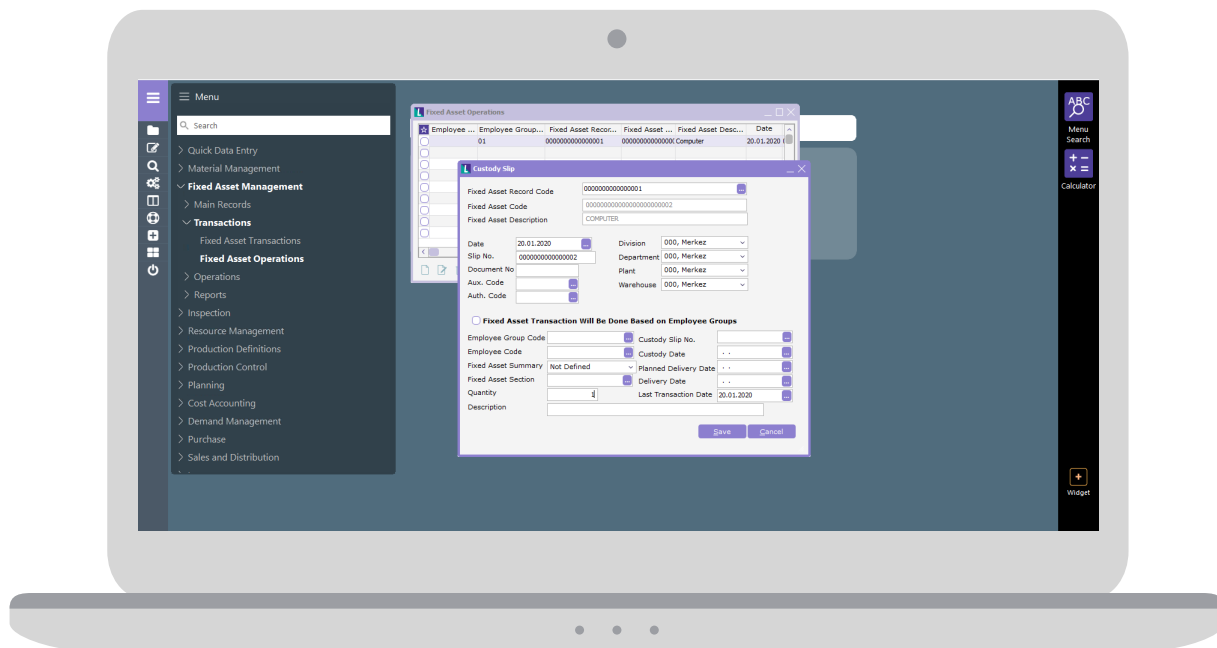 Menu
Search
Quick Data Entry
Material Management
Fixed Asset Management
Main Records
Transactions
Fixed Asset Transactions
Fixed Asset Operations
Operations
Reports
Inspection
Resource Management
Production Definitions
Production Control
Planning
Cost Accounting
Demand Management
Purchase
Sales and Distribution
Fixed Asset Operations
Employee ... Employee Group... Fixed Asset Recor... Fixed Asset ... Fixed Asset Desc... Date
01 0000000000000001 Computer 20.01.2020
Custody Slip
Fixed Asset Record Code 0000000000000001
Fixed Asset Code 0000000000000000000000002
Fixed Asset Description COMPUTER
Date 20.01.2020 Division 000, Merkez
Slip No. 0000000000000002 Department 000, Merkez
Document No Plant 000, Merkez
Aux. Code Warehouse 000, Merkez
Auth. Code
Fixed Asset Transaction Will Be Done Based on Employee Groups
Employee Group Code Custody Slip No.
Employee Code Custody Date . .
Fixed Asset Summary Not Defined Planned Delivery Date . .
Fixed Asset Section Delivery Date . .
Quantity 1 Last Transaction Date 20.01.2020
Description
Save Cancel
ABC
Menu
Search
Calculator
Widget